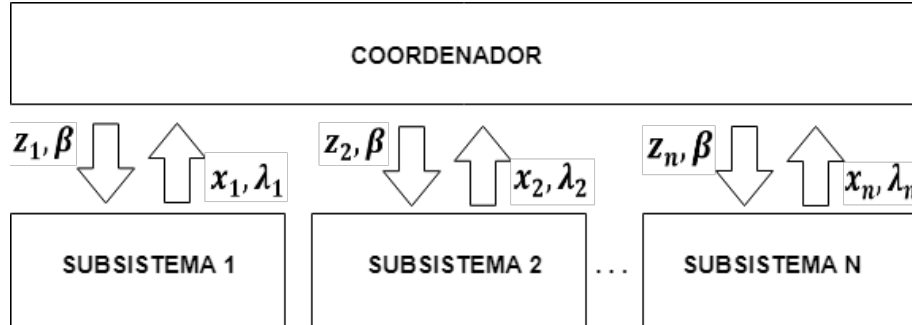 COORDENADOR
z₁, β
x₁, λ₁
z₂, β
x₂, λ₂
zₙ, β
xₙ, λₙ
SUBSISTEMA 1
SUBSISTEMA 2
. . .
SUBSISTEMA N